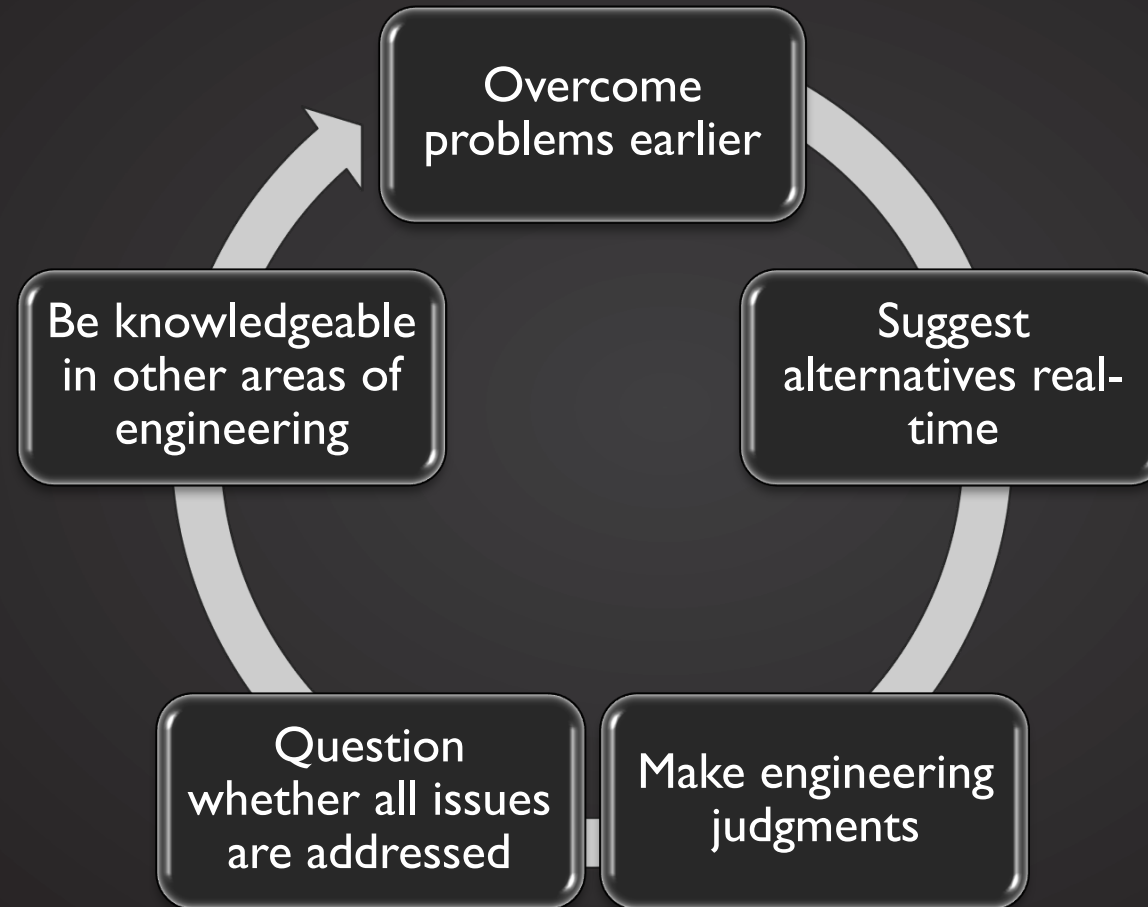 Overcome
problems earlier
Suggest
alternatives real-
time
Make engineering
judgments
Question
whether all issues
are addressed
Be knowledgeable
in other areas of
engineering